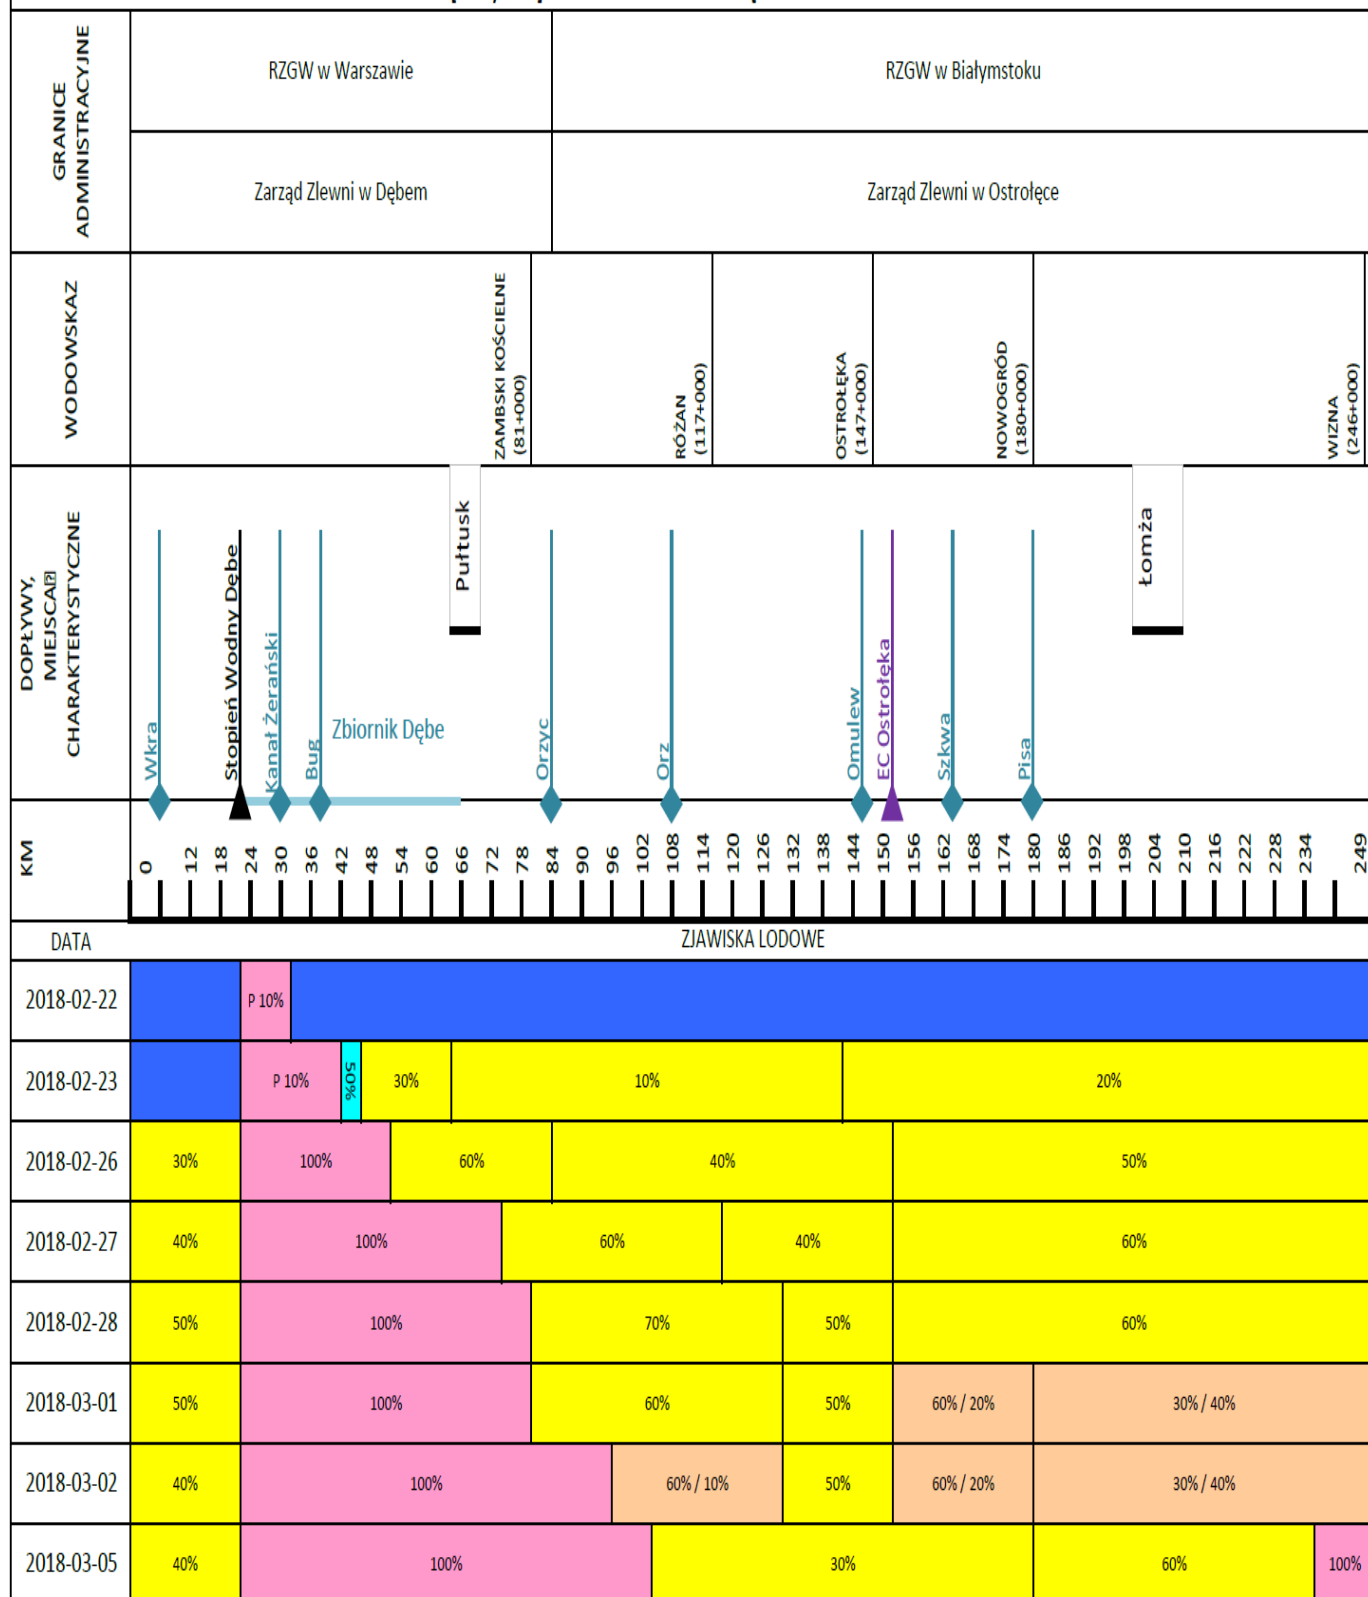 GRANICE
ADMINISTRACYJNE
RZGW w Warszawie
RZGW w Białymstoku
Zarząd Zlewni w Dębem
Zarząd Zlewni w Ostrołęce
WODOWSKAZ
ZAMBSKI KOŚCIELNE
(81+000)
RÓŻAN
(117+000)
OSTROŁĘKA
(147+000)
NOWOGRÓD
(180+000)
WIZNA
(246+000)
DOPŁYWY,
MIEJSCA
CHARAKTERYSTYCZNE
Wkra
Stopień Wodny Dębe
Kanał Żerański
Bug
Zbiornik Dębe
Pułtusk
Orzyc
Orz
Omulew
EC Ostrołęka
Szkwa
Pisa
Łomża
KM
0 12 18 24 30 36 42 48 54 60 66 72 78 84 90 96 102 108 114 120 126 132 138 144 150 156 162 168 174 180 186 192 198 204 210 216 222 228 234 249
DATA ZJAWISKA LODOWE
2018-02-22 P 10%
2018-02-23 P 10% 50% 30% 10% 20%
2018-02-26 30% 100% 60% 40% 50%
2018-02-27 40% 100% 60% 40% 60%
2018-02-28 50% 100% 70% 50% 60%
2018-03-01 50% 100% 60% 50% 60% / 20% 30% / 40%
2018-03-02 40% 100% 60% / 10% 50% 60% / 20% 30% / 40%
2018-03-05 40% 100% 30% 60% 100%